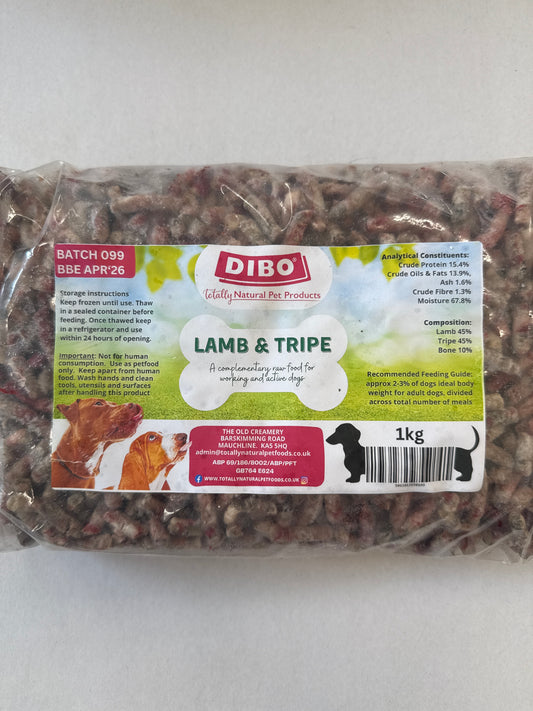 BATCH 099
BBE APR'26
DIBO®
Totally Natural Pet Products
Storage instructions
Keep frozen until use. Thaw
in a sealed container before
feeding. Once thawed keep
in a refrigerator and use
within 24 hours of opening.
Important: Not for human
consumption. Use as petfood
only. Keep apart from human
food. Wash hands and clean
tools, utensils and surfaces
after handling this product
LAMB & TRIPE
A complementary raw food for
working and active dogs
THE OLD CREAMERY
BARSKIMMING ROAD
MAUCHLINE. KA5 5HQ
admin@totallynaturalpetfoods.co.uk
ABP 69/186/8002/ABP/PFT
GB764 E624
WWW.TOTALLYNATURALPETFOODS.CO.UK
Analytical Constituents:
Crude Protein 15.4%
Crude Oils & Fats 13.9%,
Ash 1.6%
Crude Fibre 1.3%
Moisture 67.8%
Composition:
Lamb 45%
Tripe 45%
Bone 10%
Recommended Feeding Guide:
approx 2-3% of dogs ideal body
weight for adult dogs, divided
across total number of meals
1kg